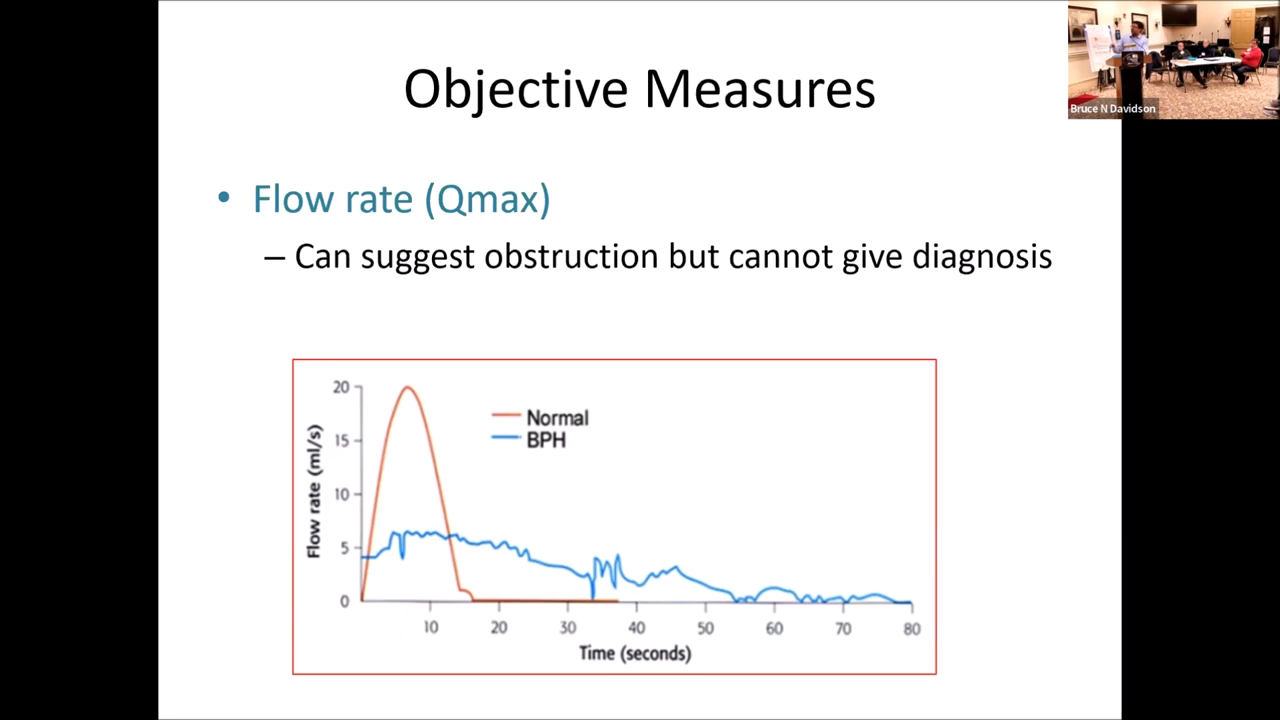 Objective Measures
Bruce N Davidson
• Flow rate (Qmax)
– Can suggest obstruction but cannot give diagnosis
Flow rate (ml/s)
20
15
10
5
0
Normal
BPH
10 20 30 40 50 60 70 80
Time (seconds)